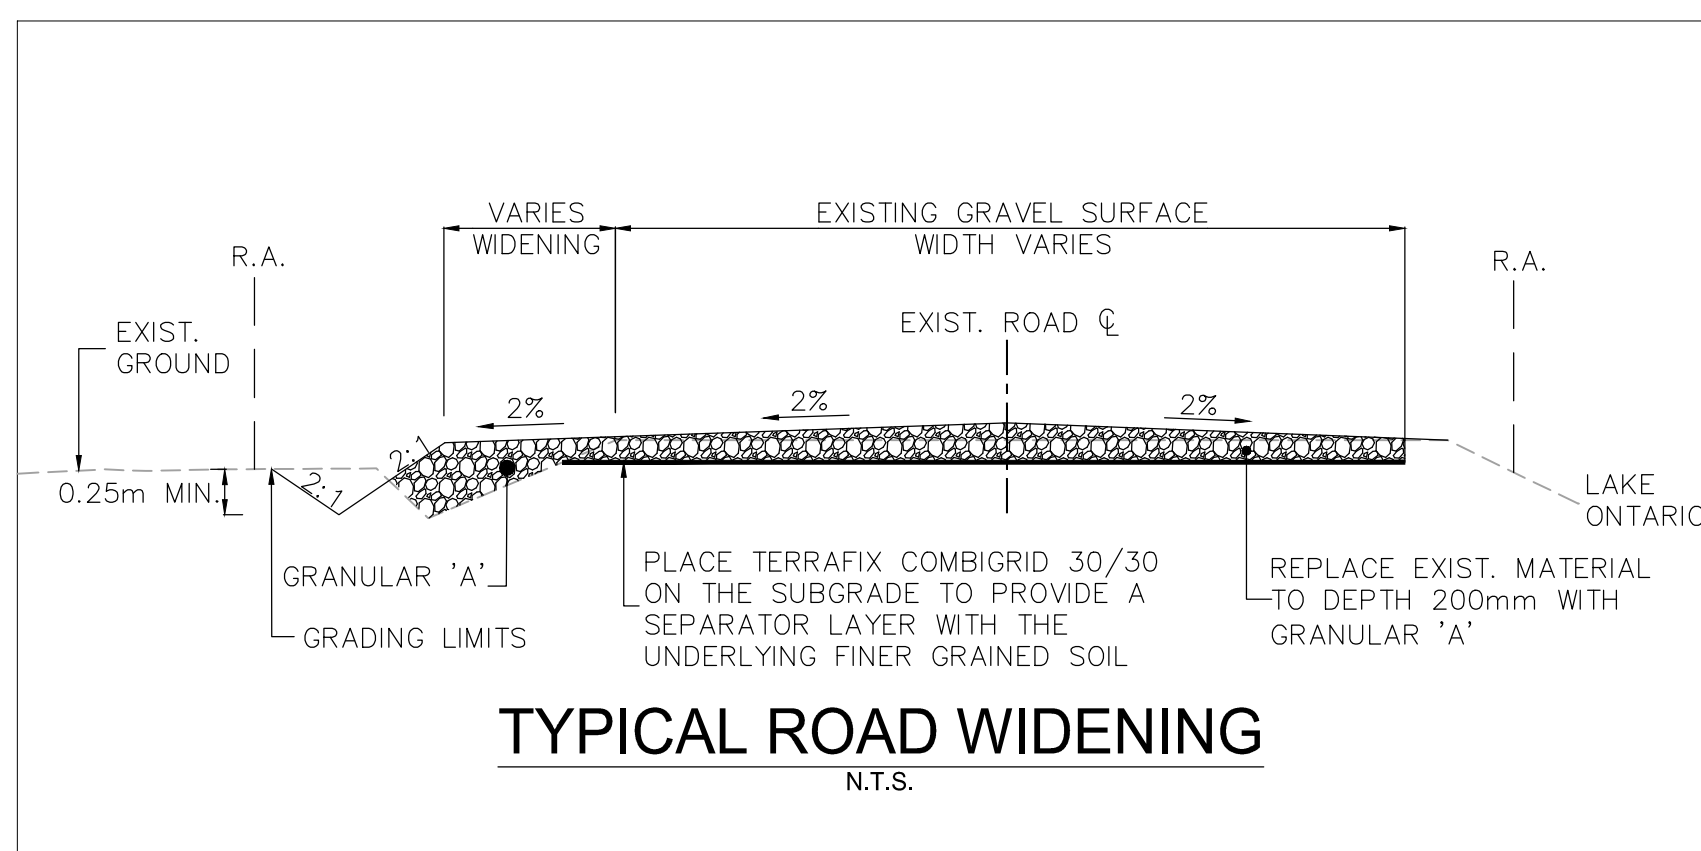 VARIES
WIDENING
EXISTING GRAVEL SURFACE
WIDTH VARIES
R.A.
R.A.
EXIST.
GROUND
EXIST. ROAD ℄
2%
2%
2%
2:1
2:1
0.25m MIN.
LAKE
ONTARIO
GRANULAR 'A'
GRADING LIMITS
PLACE TERRAFIX COMBIGRID 30/30
ON THE SUBGRADE TO PROVIDE A
SEPARATOR LAYER WITH THE
UNDERLYING FINER GRAINED SOIL
REPLACE EXIST. MATERIAL
TO DEPTH 200mm WITH
GRANULAR 'A'
TYPICAL ROAD WIDENING
N.T.S.